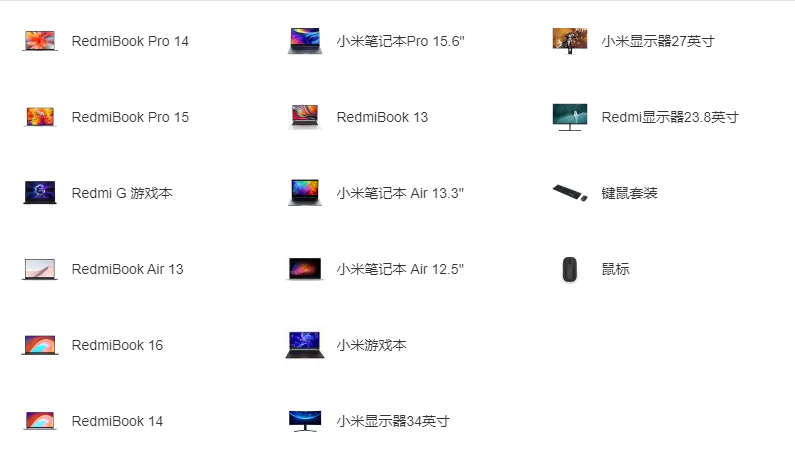 RedmiBook Pro 14
RedmiBook Pro 15
Redmi G 游戏本
RedmiBook Air 13
RedmiBook 16
RedmiBook 14
小米笔记本Pro 15.6"
RedmiBook 13
小米笔记本 Air 13.3"
小米笔记本 Air 12.5"
小米游戏本
小米显示器34英寸
小米显示器27英寸
Redmi显示器23.8英寸
键鼠套装
鼠标